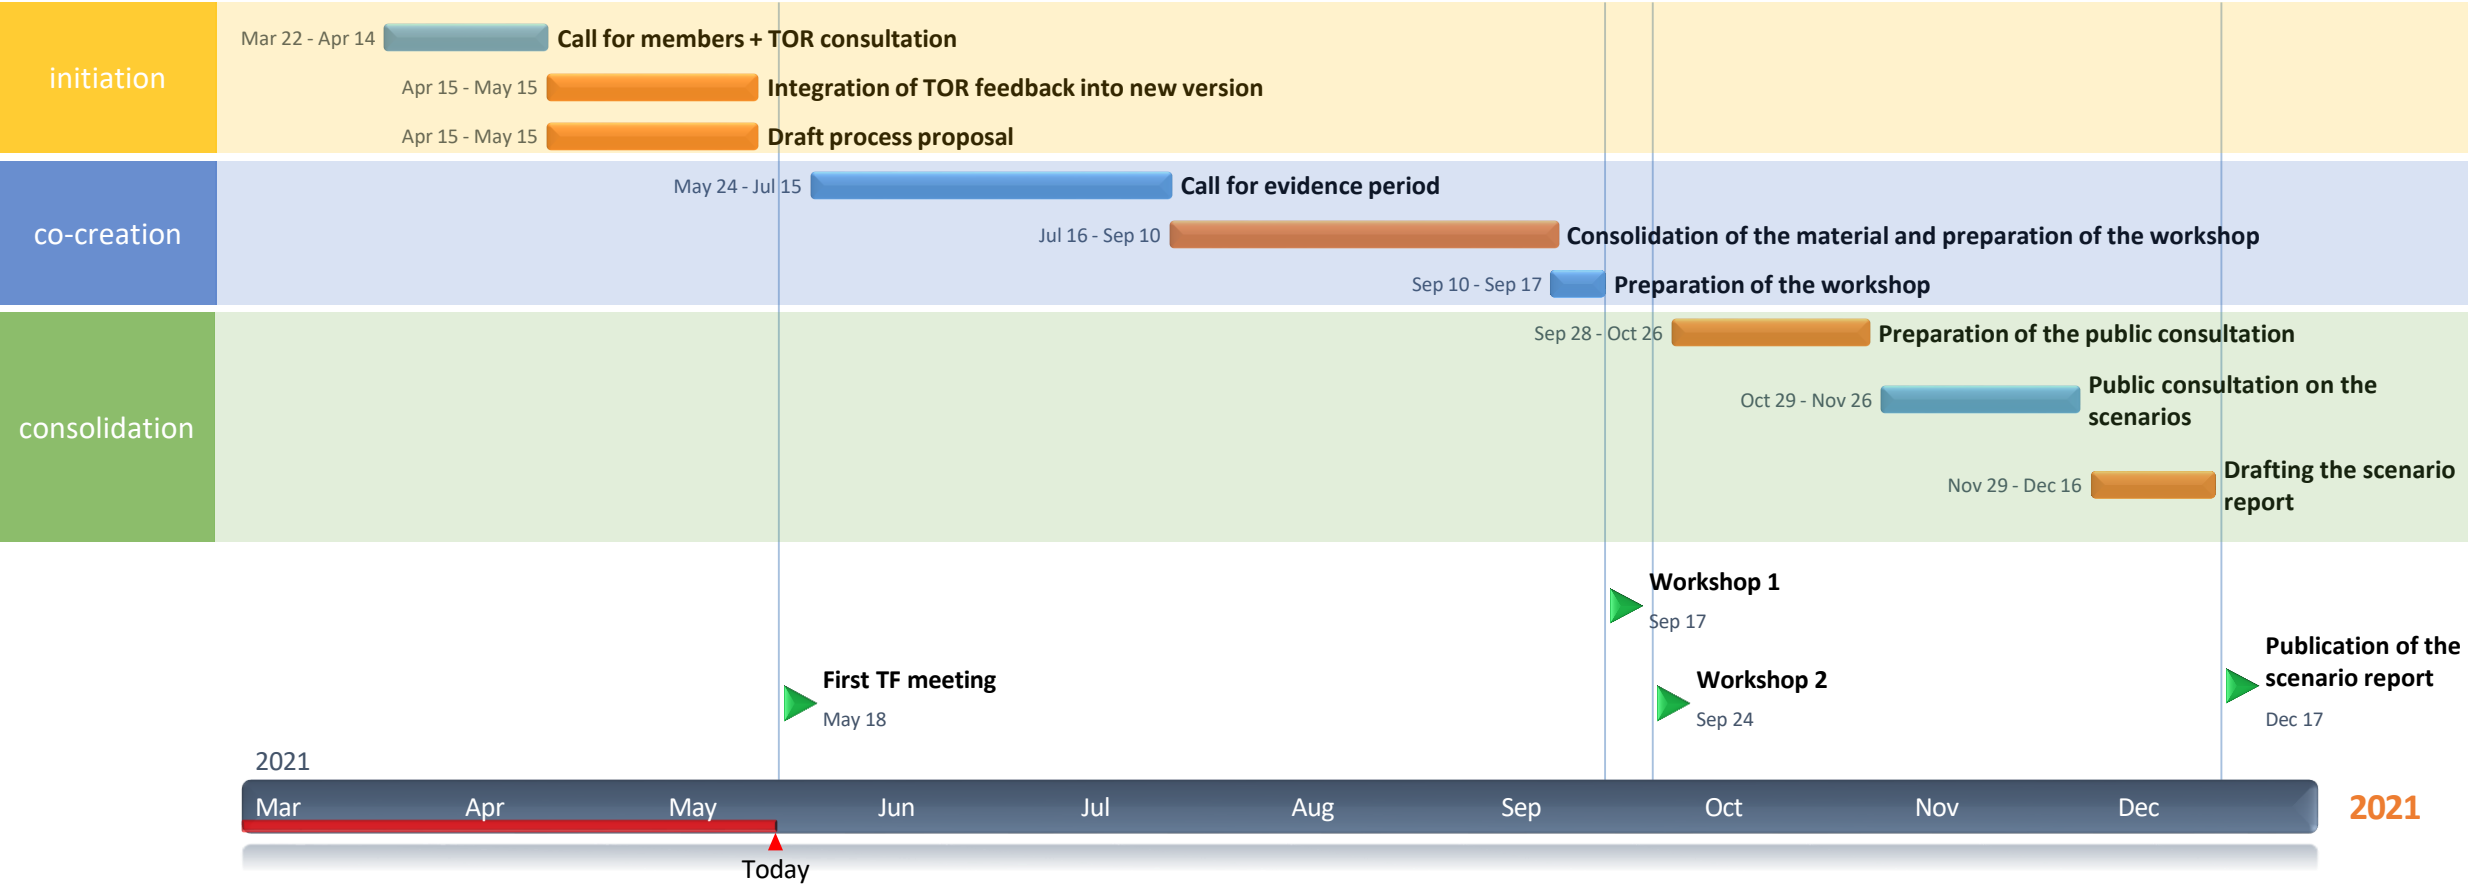 initiation
Mar 22 - Apr 14 Call for members + TOR consultation
Apr 15 - May 15 Integration of TOR feedback into new version
Apr 15 - May 15 Draft process proposal
co-creation
May 24 - Jul 15 Call for evidence period
Jul 16 - Sep 10 Consolidation of the material and preparation of the workshop
Sep 10 - Sep 17 Preparation of the workshop
consolidation
Sep 28 - Oct 26 Preparation of the public consultation
Oct 29 - Nov 26 Public consultation on the
scenarios
Nov 29 - Dec 16 Drafting the scenario
report
Workshop 1
Sep 17
First TF meeting
May 18
Workshop 2
Sep 24
Publication of the
scenario report
Dec 17
2021
Mar Apr May Jun Jul Aug Sep Oct Nov Dec 2021
Today